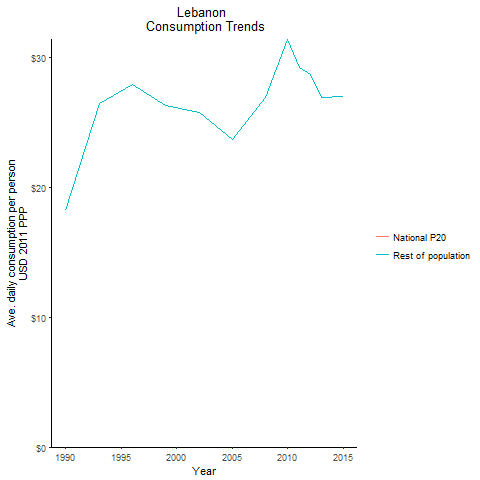 Lebanon
Consumption Trends
Ave. daily consumption per person
USD 2011 PPP
$30
$20
$10
$0
1990 1995 2000 2005 2010 2015
Year
National P20
Rest of population